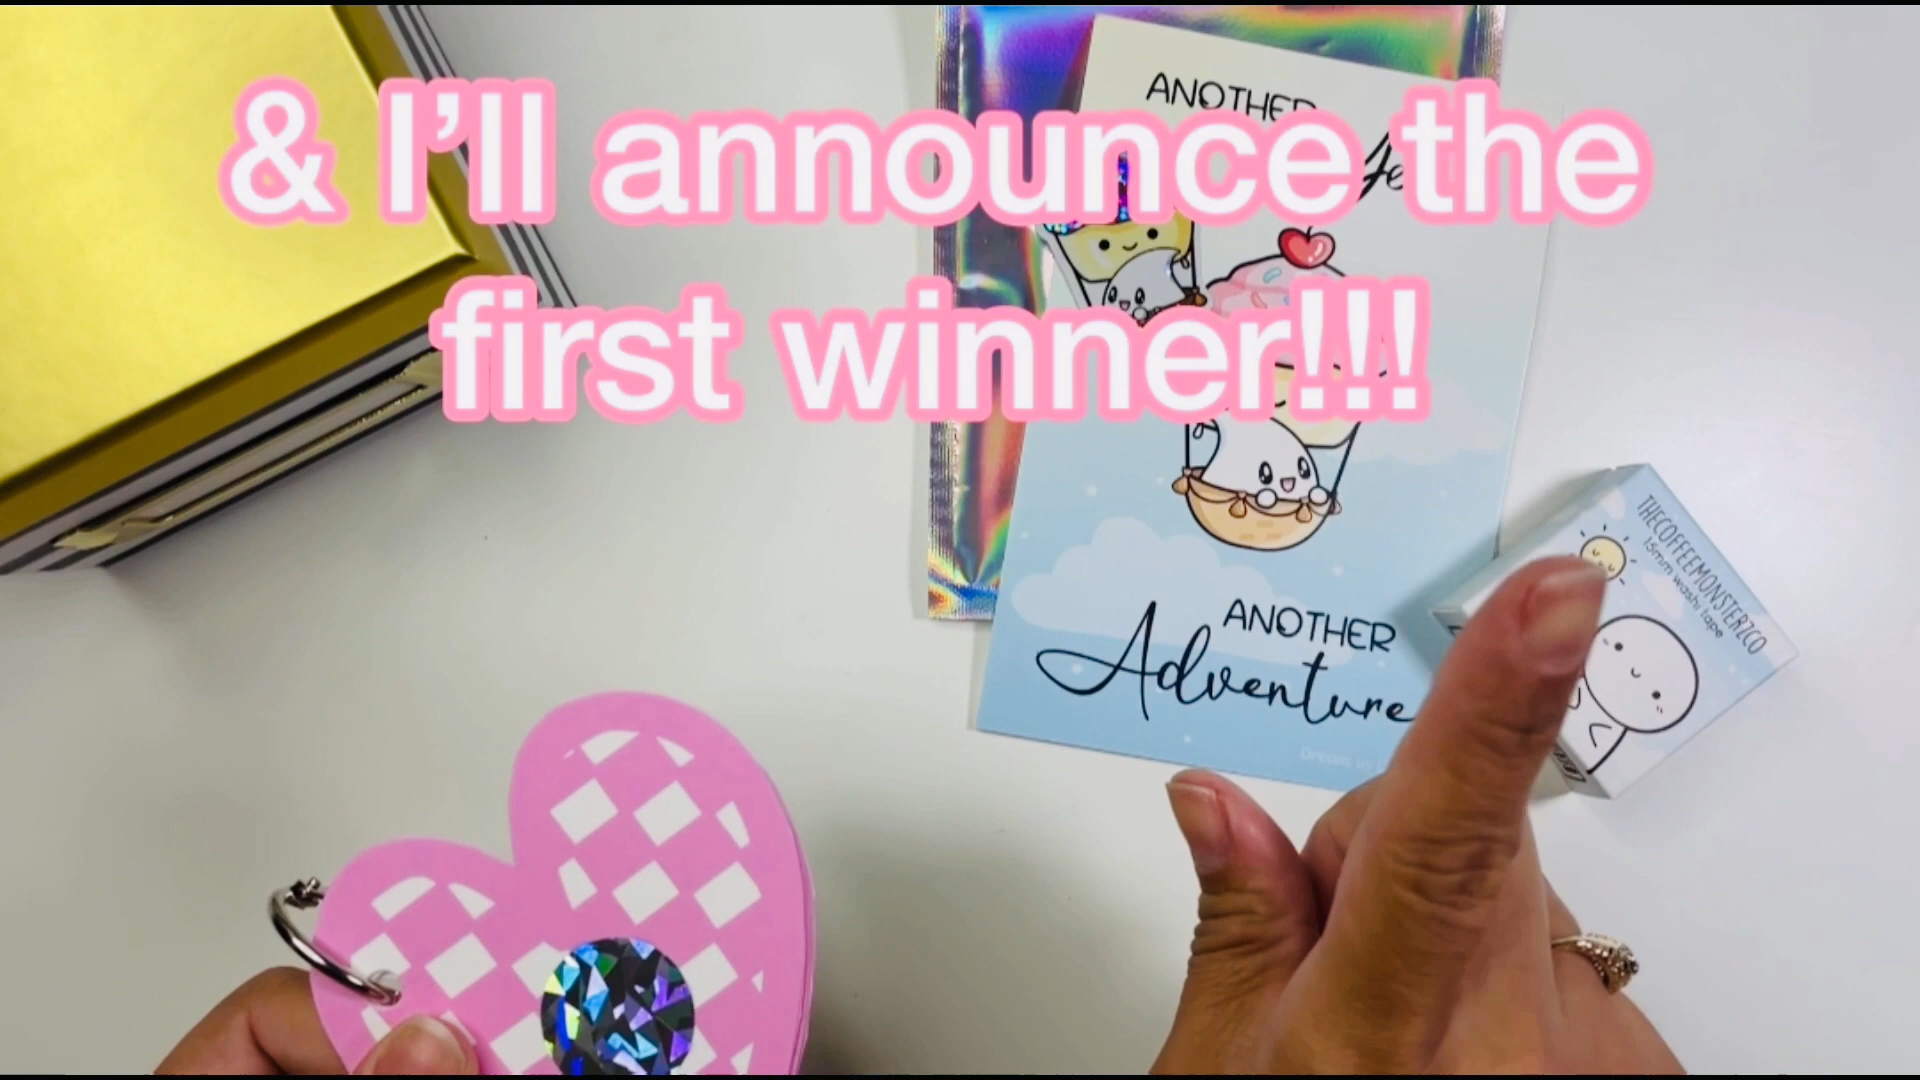 & I'll announce the
first winner!!!
ANOTHER
ANOTHER
Adventure
THECOFFEEMONSTERZCO
15mm washi tape